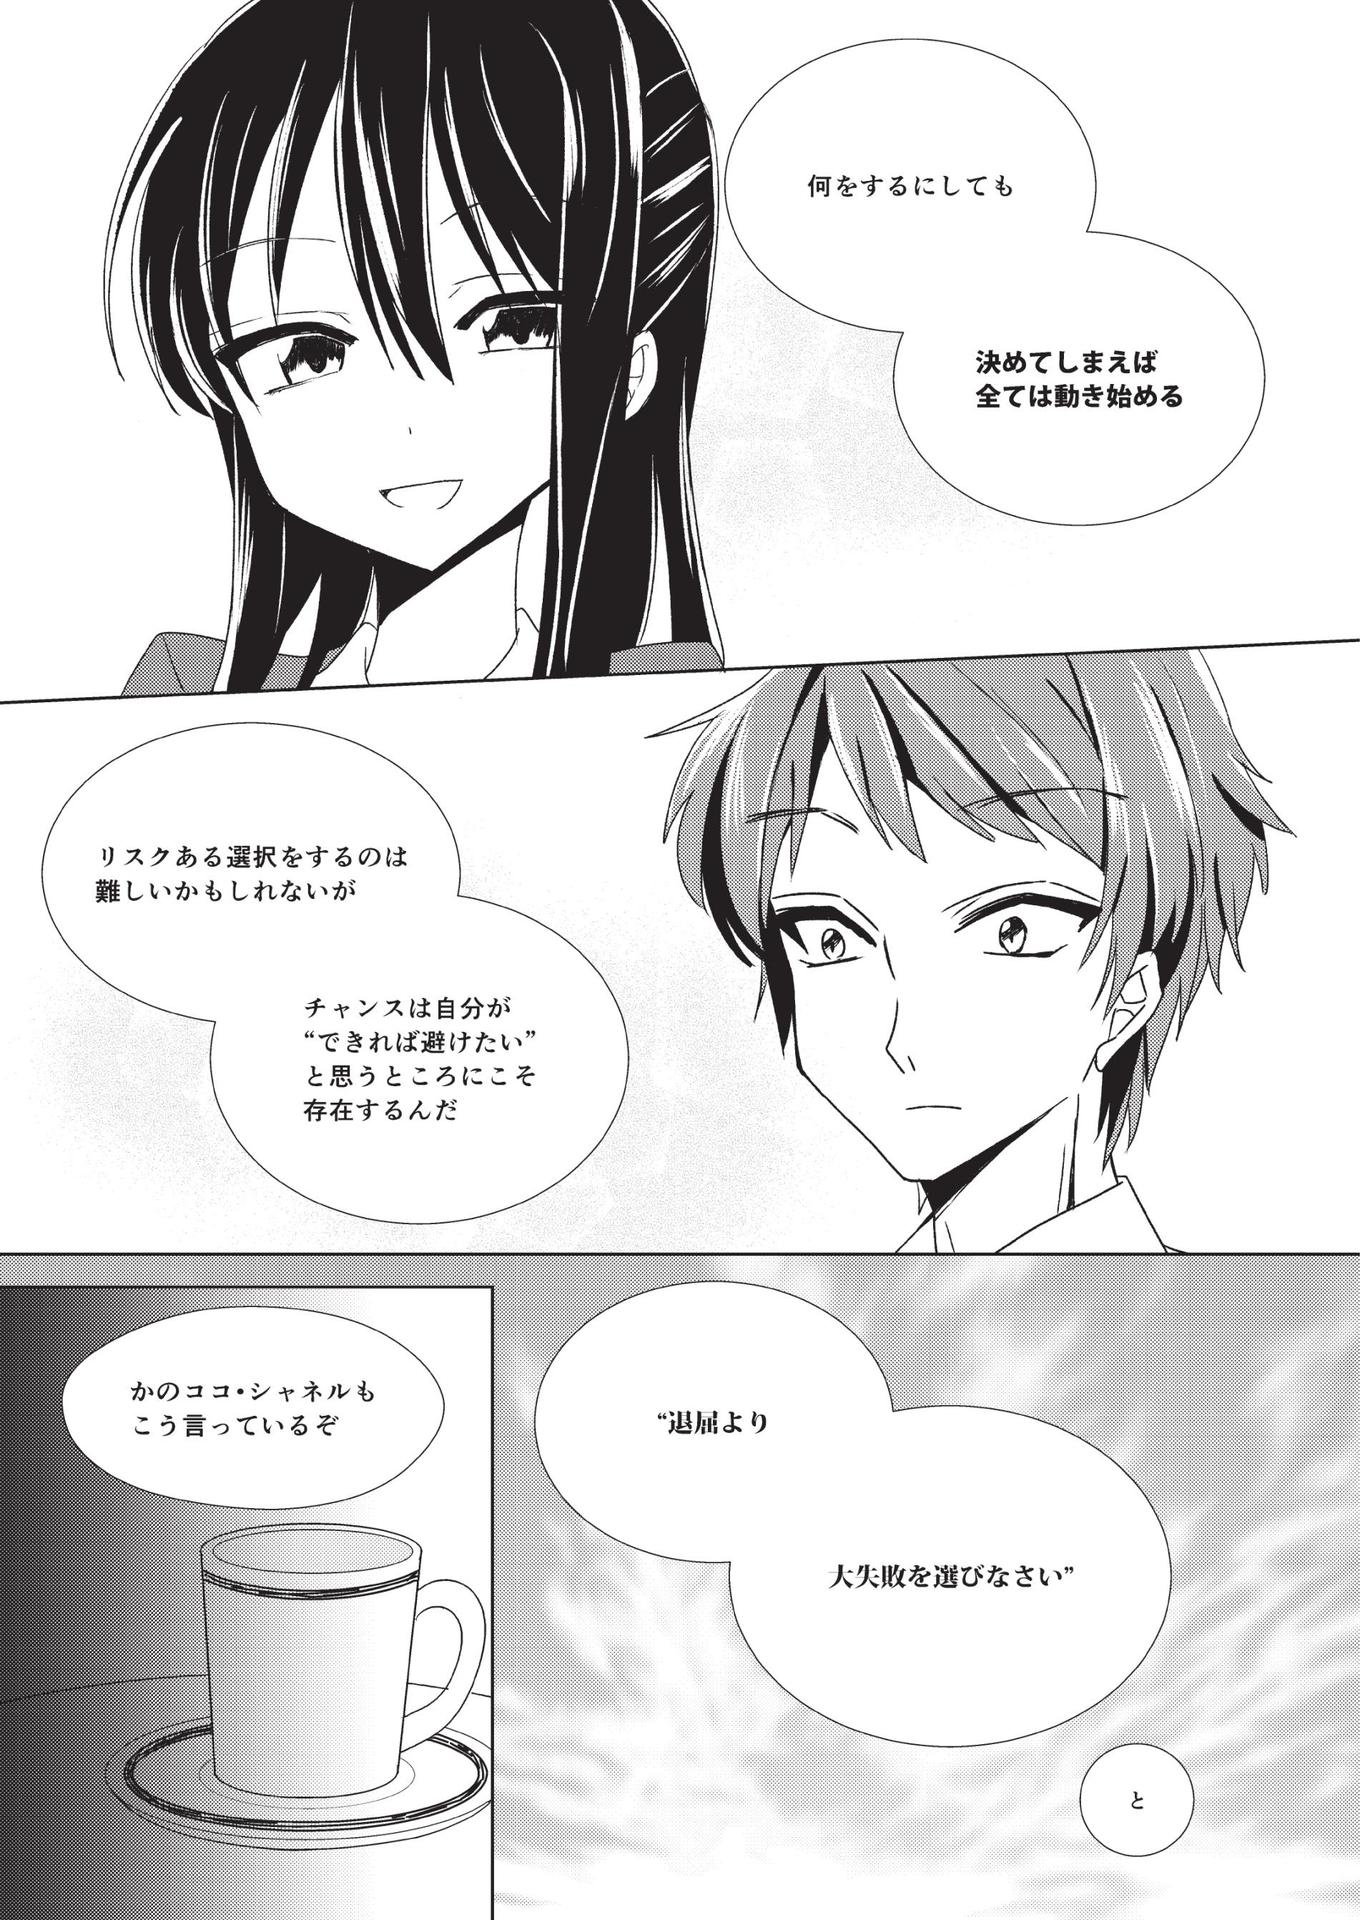 何をするにしても
決めてしまえば
全ては動き始める
リスクある選択をするのは
難しいかもしれないが
チャンスは自分が
“できれば避けたい”
と思うところにこそ
存在するんだ
かのココ・シャネルも
こう言っているぞ
“退屈より
大失敗を選びなさい”
と